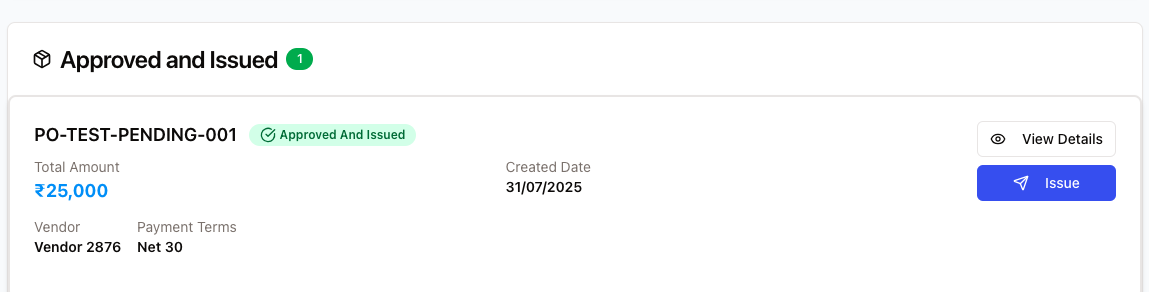 Approved and Issued 1
PO-TEST-PENDING-001 Approved And Issued
View Details
Total Amount Created Date
₹25,000 31/07/2025
Issue
Vendor Payment Terms
Vendor 2876 Net 30